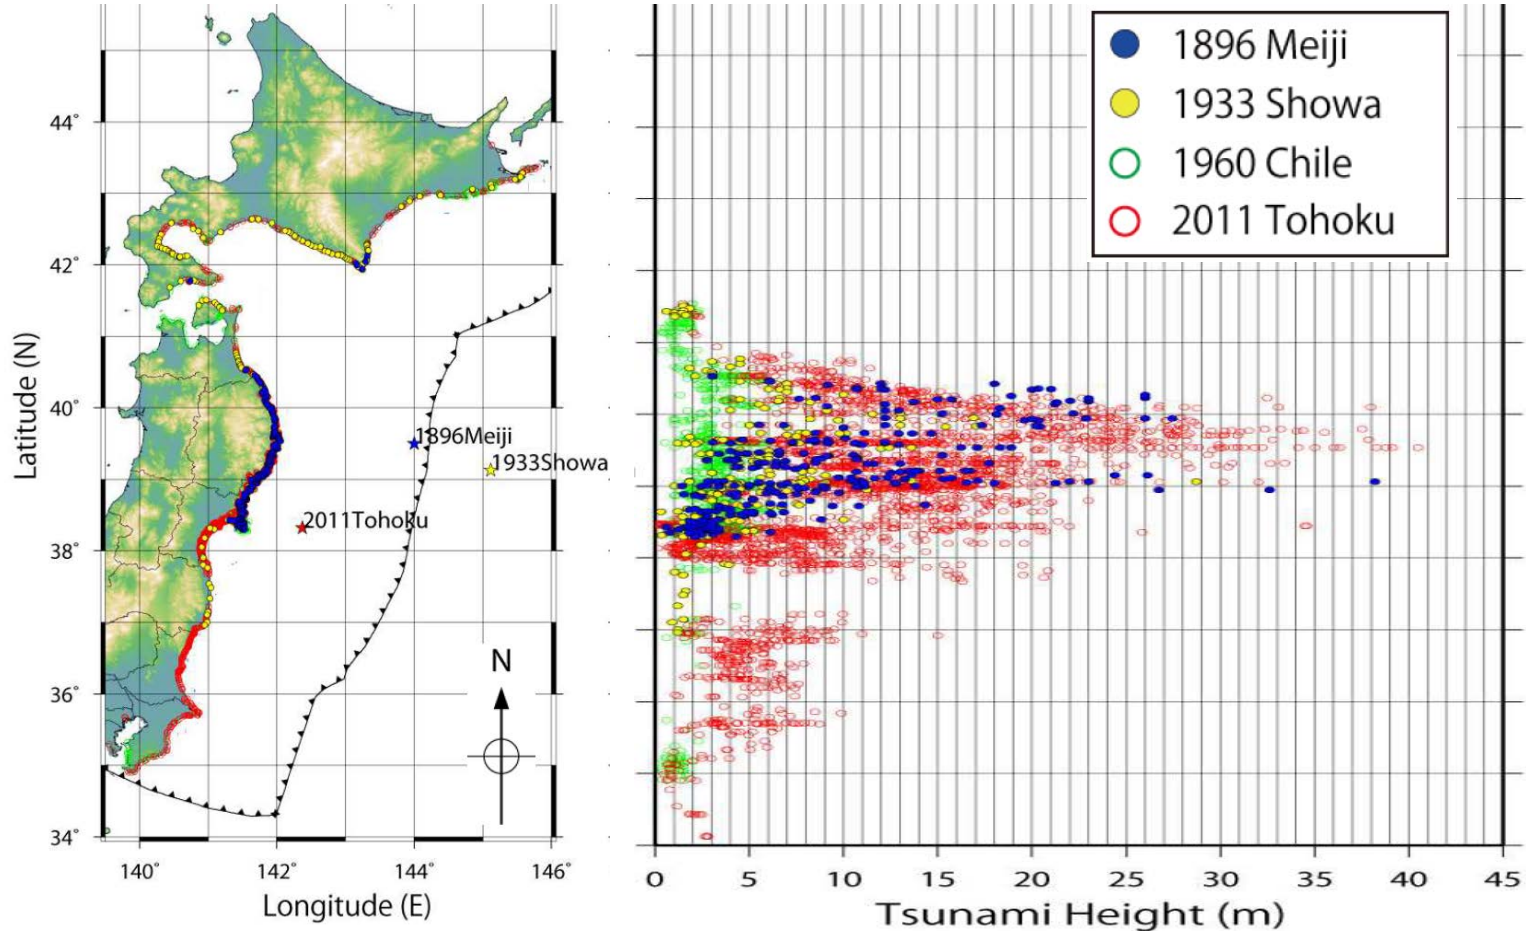 1896 Meiji
1933 Showa
1960 Chile
2011 Tohoku
44°
42°
40°
38°
36°
34°
Latitude (N)
1896Meiji
1933Showa
2011Tohoku
N
140°
142°
144°
146°
Longitude (E)
0
5
10
15
20
25
30
35
40
45
Tsunami Height (m)